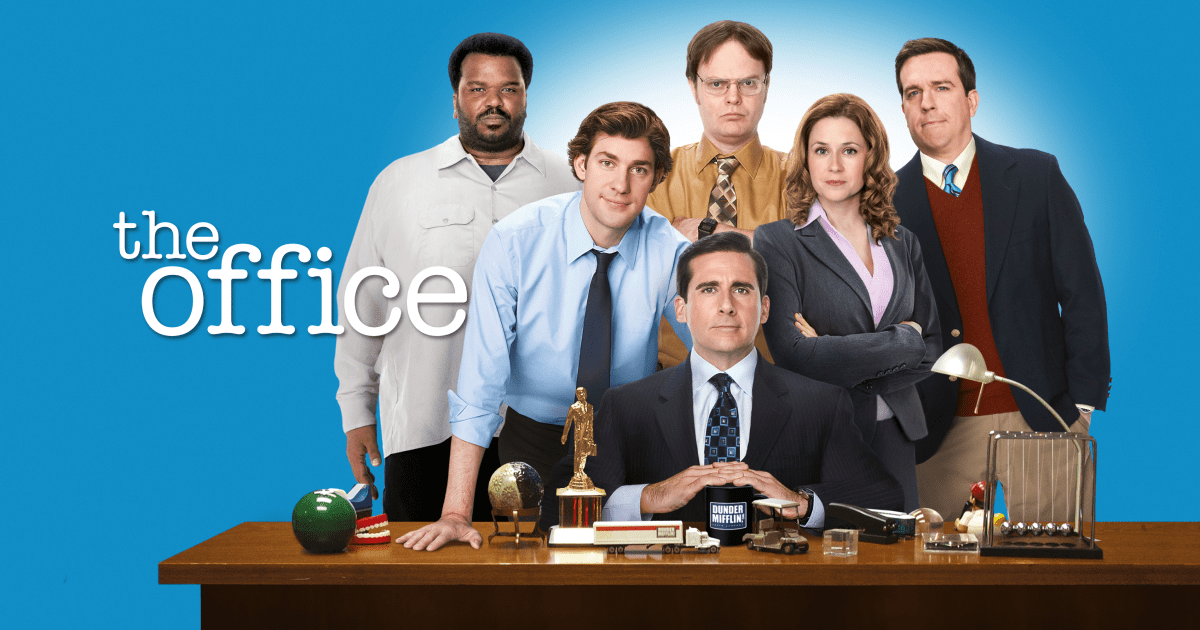 the
office
DUNDER
MIFFLIN